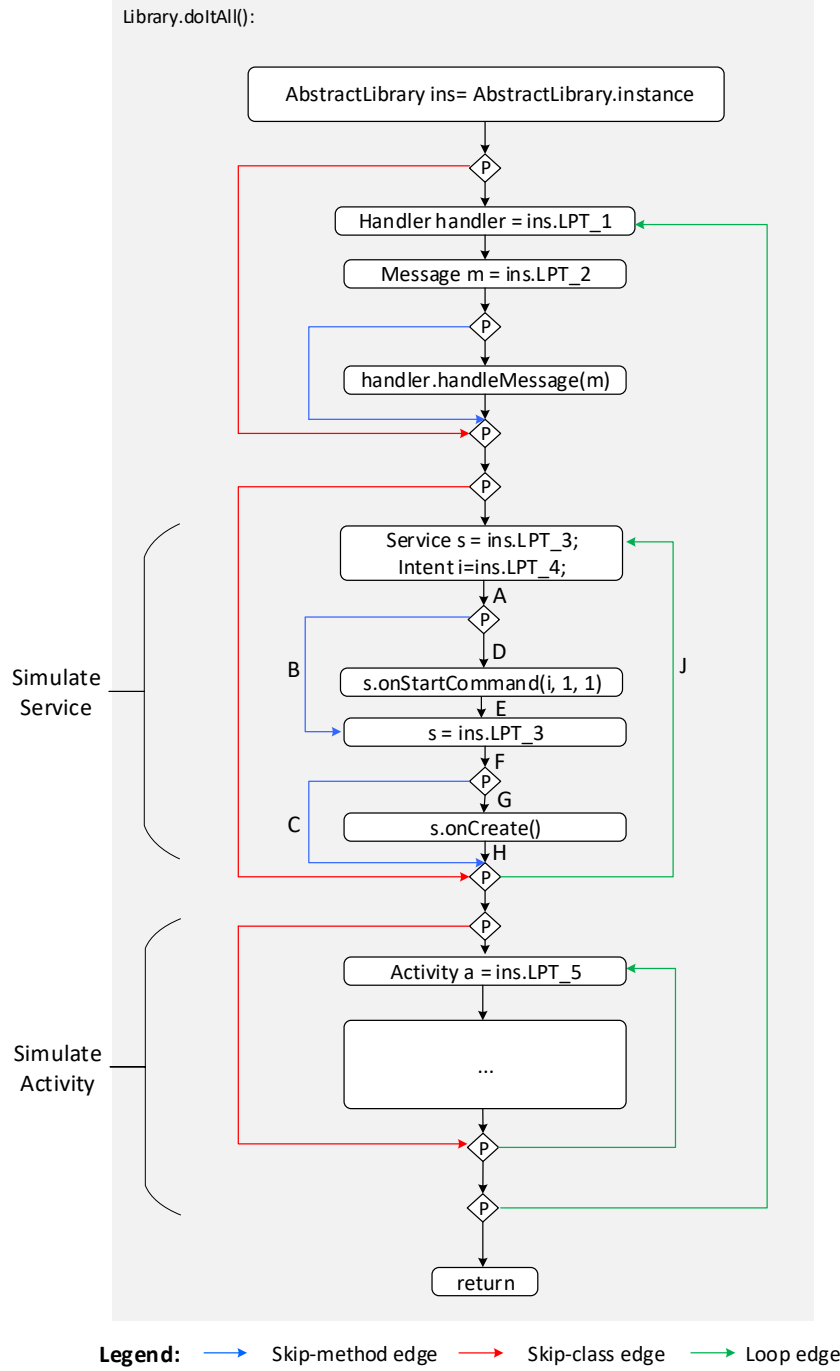 Library.doItAll():
AbstractLibrary ins= AbstractLibrary.instance
P
Handler handler = ins.LPT_1
Message m = ins.LPT_2
P
handler.handleMessage(m)
P
P
Service s = ins.LPT_3;
Intent i=ins.LPT_4;
A
P
D
B
J
Simulate
Service
s.onStartCommand(i, 1, 1)
E
s = ins.LPT_3
F
P
G
C
s.onCreate()
H
P
P
Activity a = ins.LPT_5
Simulate
Activity
...
P
P
return
Legend: Skip-method edge Skip-class edge Loop edge